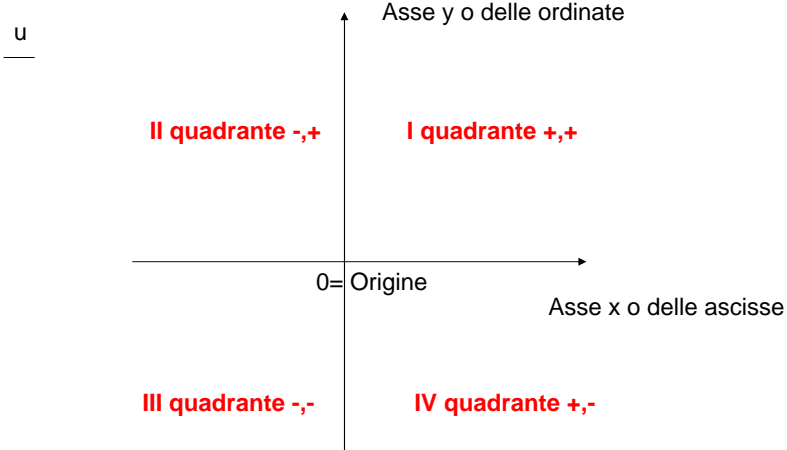 Asse y o delle ordinate
u
II quadrante -,+
I quadrante +,+
0= Origine
Asse x o delle ascisse
III quadrante -,-
IV quadrante +,-